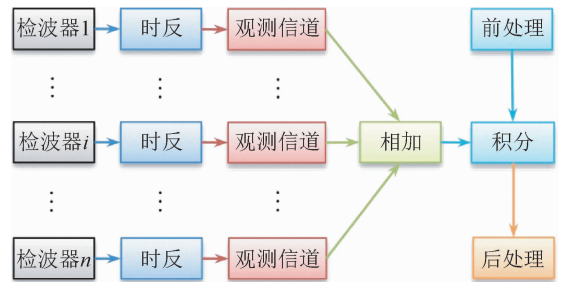 检波器1 时反 观测信道 前处理
⋮ ⋮ ⋮
检波器i 时反 观测信道 相加 积分
⋮ ⋮ ⋮
检波器n 时反 观测信道 后处理